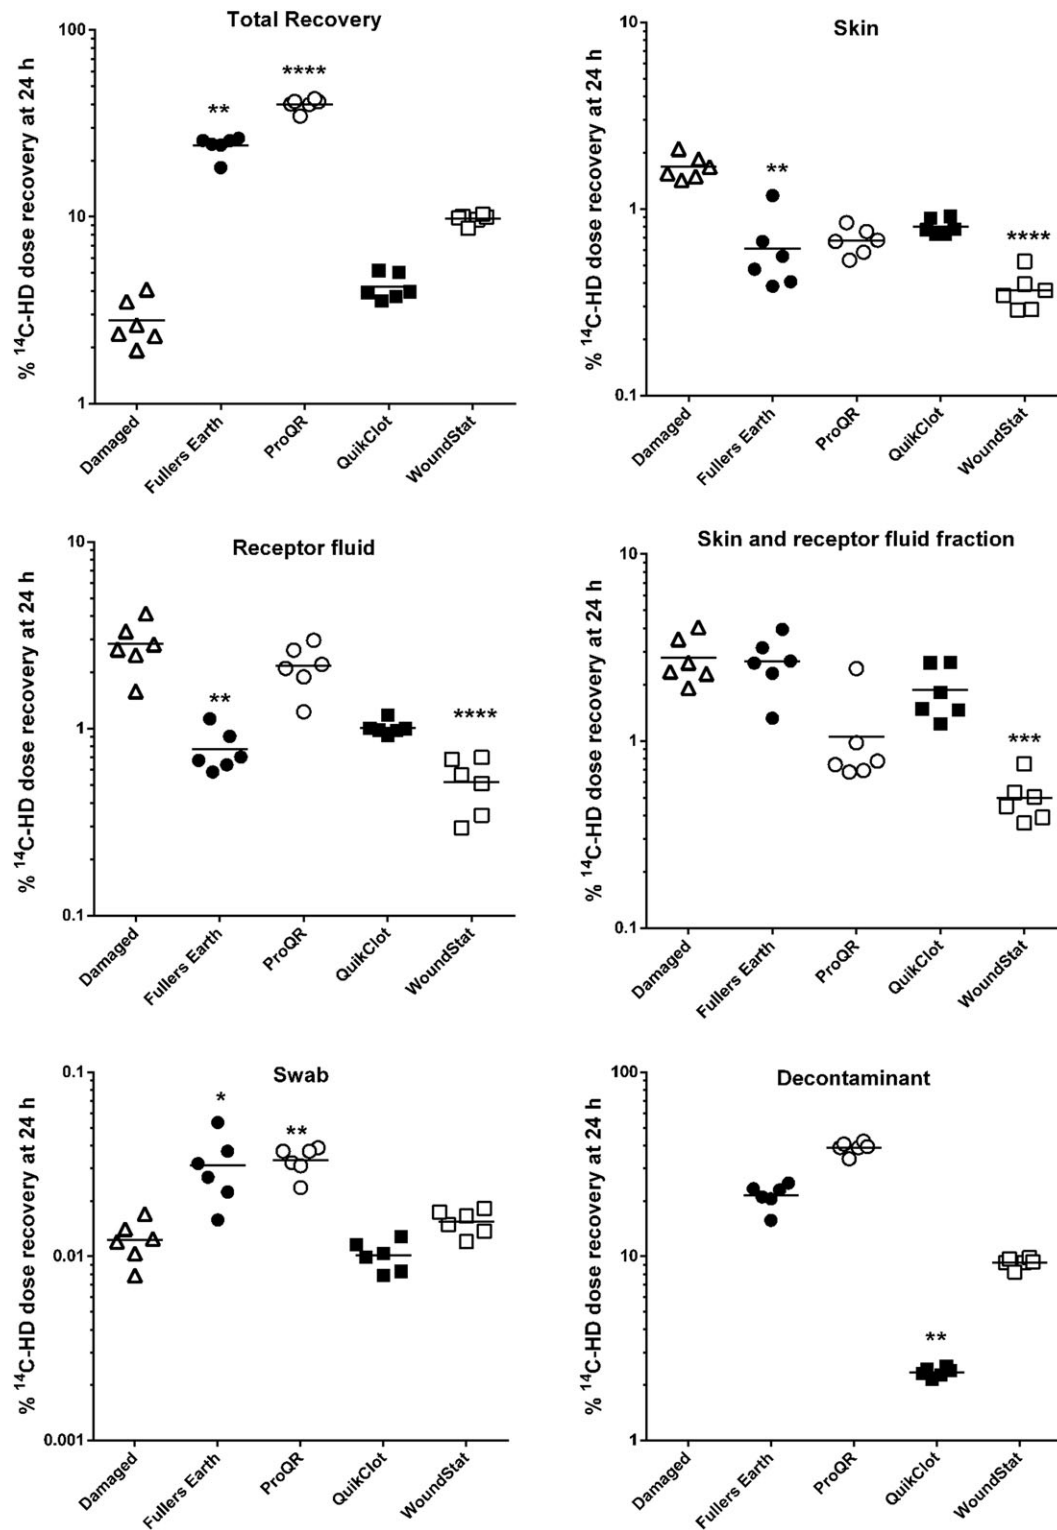 Total Recovery
% ¹⁴C-HD dose recovery at 24 h
100
10
1
**
****
Damaged
Fullers Earth
ProQR
QuikClot
WoundStat
Skin
% ¹⁴C-HD dose recovery at 24 h
10
1
0.1
**
****
Damaged
Fullers Earth
ProQR
QuikClot
WoundStat
Receptor fluid
% ¹⁴C-HD dose recovery at 24 h
10
1
0.1
**
****
Damaged
Fullers Earth
ProQR
QuikClot
WoundStat
Skin and receptor fluid fraction
% ¹⁴C-HD dose recovery at 24 h
10
1
0.1
***
Damaged
Fullers Earth
ProQR
QuikClot
WoundStat
Swab
% ¹⁴C-HD dose recovery at 24 h
0.1
0.01
0.001
*
**
Damaged
Fullers Earth
ProQR
QuikClot
WoundStat
Decontaminant
% ¹⁴C-HD dose recovery at 24 h
100
10
1
**
Damaged
Fullers Earth
ProQR
QuikClot
WoundStat